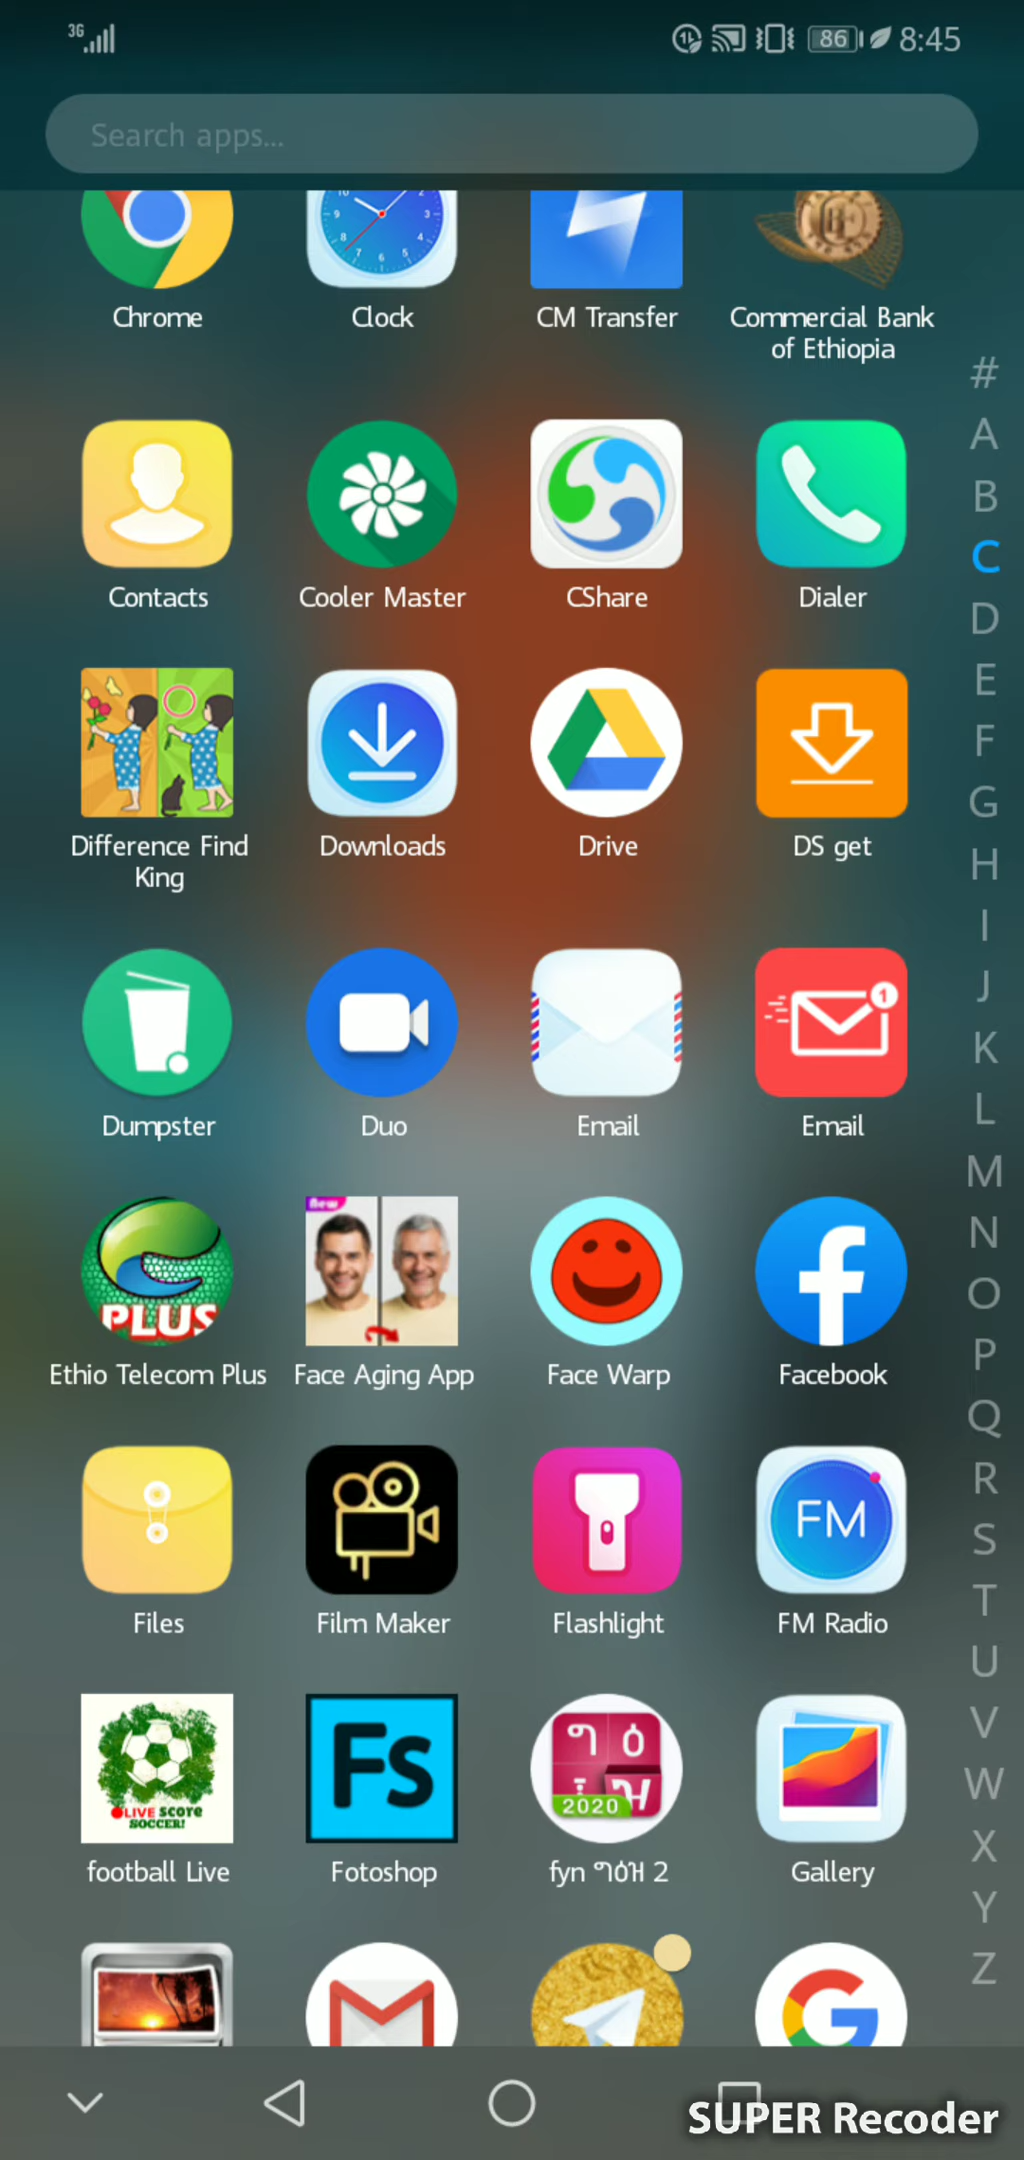 3G 86 8:45
Search apps...
Chrome Clock CM Transfer Commercial Bank of Ethiopia
#
A
B
C
D
E
F
G
H
I
J
K
L
M
N
O
P
Q
R
S
T
U
V
W
X
Y
Z
Contacts Cooler Master CShare Dialer
Difference Find King Downloads Drive DS get
1
Dumpster Duo Email Email
PLUS
New
Ethio Telecom Plus Face Aging App Face Warp Facebook
FM
Files Film Maker Flashlight FM Radio
LIVE SCORE
SOCCER!
Fs
2020
football Live Fotoshop fyn ግዕዝ 2 Gallery
SUPER Recoder